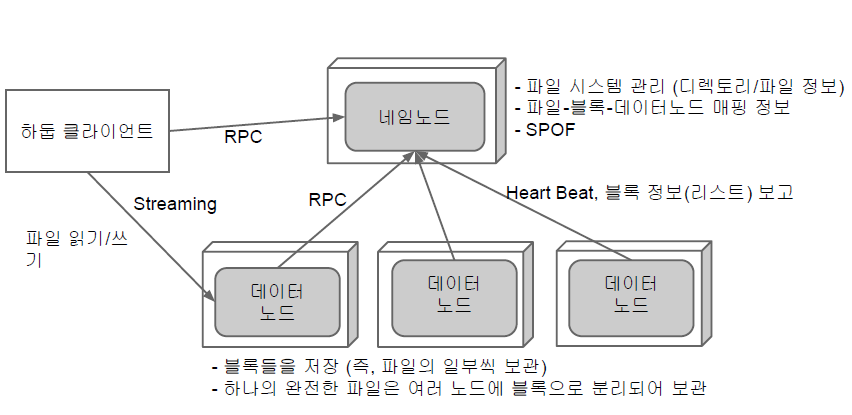 - 파일 시스템 관리 (디렉토리/파일 정보)
네임노드
- 파일-블록-데이터노드 매핑 정보
하둡 클라이언트
- SPOF
RPC
Streaming
RPC
Heart Beat, 블록 정보(리스트) 보고
파일 읽기/쓰
기
데이터
노드
데이터
노드
데이터
노드
- 블록들을 저장 (즉, 파일의 일부씩 보관)
- 하나의 완전한 파일은 여러 노드에 블록으로 분리되어 보관